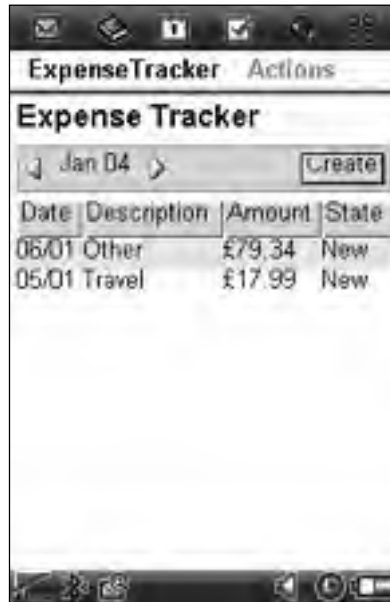 ExpenseTracker Actions
Expense Tracker
Jan 04 Create
Date Description Amount State
06/01 Other £79.34 New
05/01 Travel £17.99 New